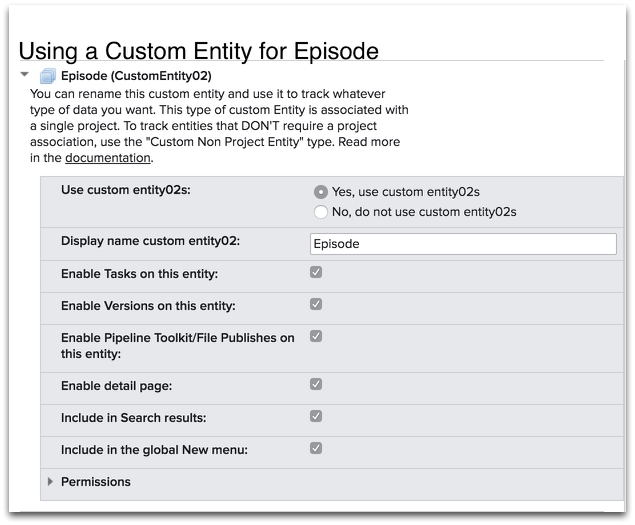 Using a Custom Entity for Episode
Episode (CustomEntity02)
You can rename this custom entity and use it to track whatever
type of data you want. This type of custom Entity is associated with
a single project. To track entities that DON'T require a project
association, use the "Custom Non Project Entity" type. Read more
in the documentation.
Use custom entity02s:
Yes, use custom entity02s
No, do not use custom entity02s
Display name custom entity02:
Episode
Enable Tasks on this entity:
Enable Versions on this entity:
Enable Pipeline Toolkit/File Publishes on
this entity:
Enable detail page:
Include in Search results:
Include in the global New menu:
Permissions